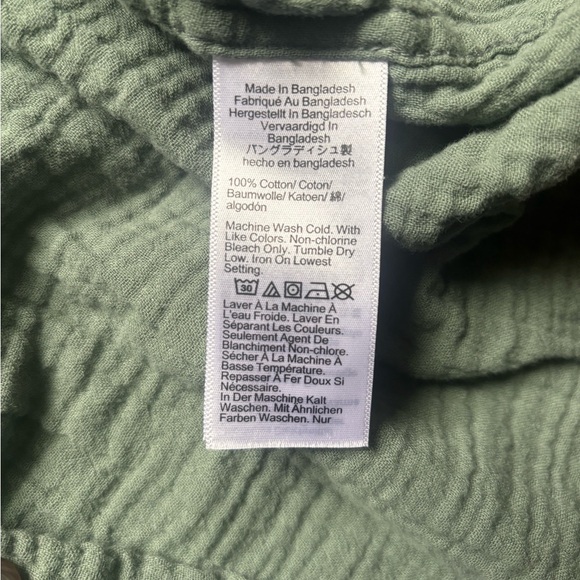 Made In Bangladesh
Fabriqué Au Bangladesh
Hergestellt In Bangladesch
Vervaardigd In
Bangladesh
バングラディシュ製
hecho en bangladesh
100% Cotton/ Coton/
Baumwolle/ Katoen/ 綿/
algodón
Machine Wash Cold. With
Like Colors. Non-chlorine
Bleach Only. Tumble Dry
Low. Iron On Lowest
Setting.
30
Laver À La Machine À
L'eau Froide. Laver En
Séparant Les Couleurs.
Seulement Agent De
Blanchiment Non-chlore.
Sécher À La Machine À
Basse Température.
Repasser À Fer Doux Si
Nécessaire.
In Der Maschine Kalt
Waschen. Mit Ähnlichen
Farben Waschen. Nur